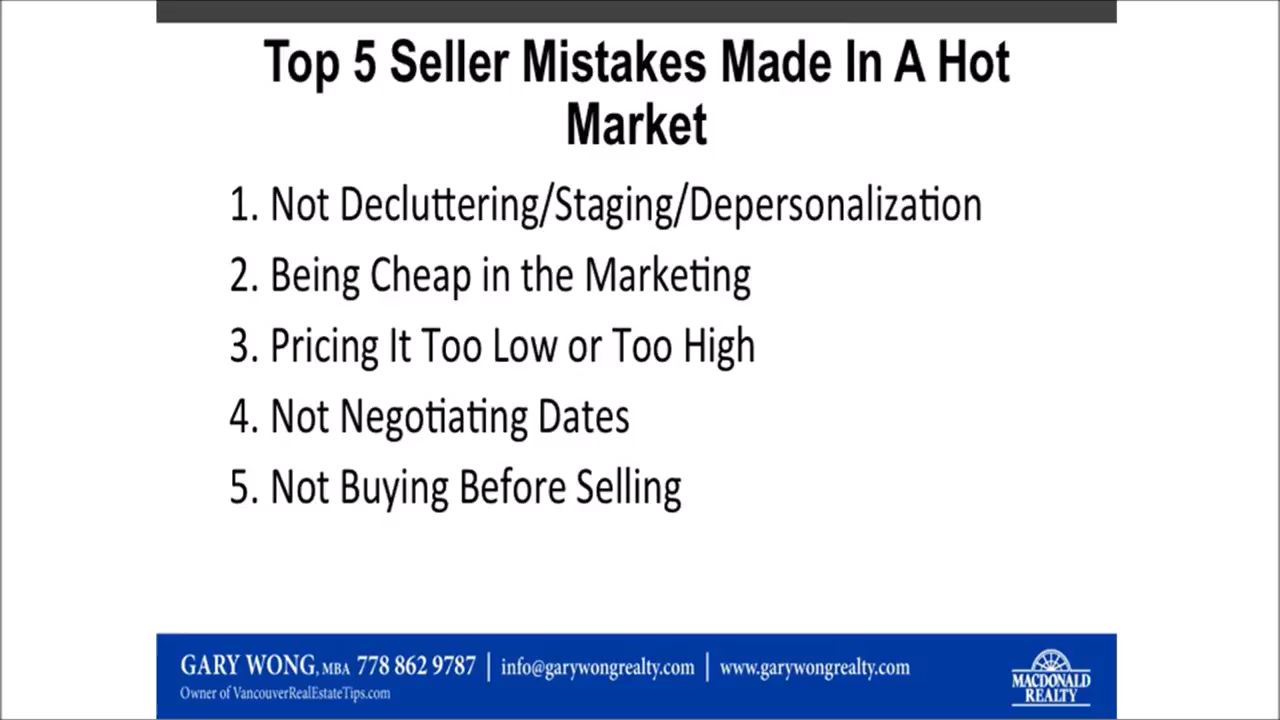 Top 5 Seller Mistakes Made In A Hot
Market
1. Not Decluttering/Staging/Depersonalization
2. Being Cheap in the Marketing
3. Pricing It Too Low or Too High
4. Not Negotiating Dates
5. Not Buying Before Selling
GARY WONG, MBA 778 862 9787 | info@garywongrealty.com | www.garywongrealty.com
Owner of VancouverRealEstateTips.com
MACDONALD
REALTY